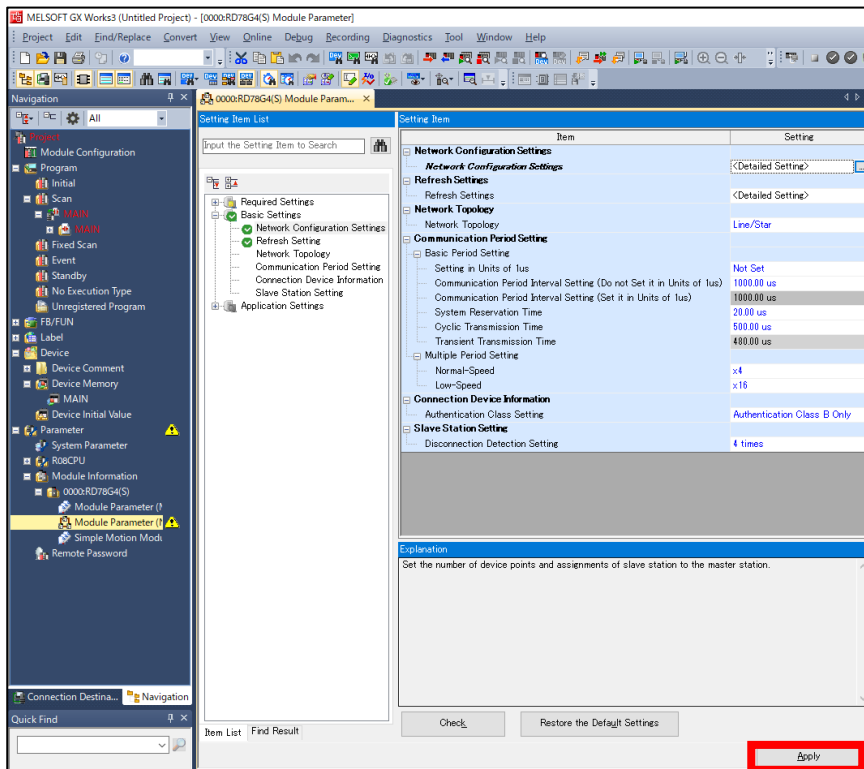 MELSOFT GX Works3 (Untitled Project) - [0000:RD78G4(S) Module Parameter]
Project Edit Find/Replace Convert View Online Debug Recording Diagnostics Tool Window Help
Navigation
0000:RD78G4(S) Module Param...
All
Project
Module Configuration
Program
Initial
Scan
MAIN
MAIN
Fixed Scan
Event
Standby
No Execution Type
Unregistered Program
FB/FUN
Label
Device
Device Comment
Device Memory
MAIN
Device Initial Value
Parameter
System Parameter
R08CPU
Module Information
0000:RD78G4(S)
Module Parameter (
Module Parameter (
Simple Motion Modu
Remote Password
Connection Destina...
Navigation
Quick Find
Setting Item List
Input the Setting Item to Search
Required Settings
Basic Settings
Network Configuration Settings
Refresh Setting
Network Topology
Communication Period Setting
Connection Device Information
Slave Station Setting
Application Settings
Item List Find Result
Setting Item
Item Setting
Network Configuration Settings
Network Configuration Settings <Detailed Setting> ...
Refresh Settings
Refresh Settings <Detailed Setting>
Network Topology
Network Topology Line/Star
Communication Period Setting
Basic Period Setting
Setting in Units of 1us Not Set
Communication Period Interval Setting (Do not Set it in Units of 1us) 1000.00 us
Communication Period Interval Setting (Set it in Units of 1us) 1000.00 us
System Reservation Time 20.00 us
Cyclic Transmission Time 500.00 us
Transient Transmission Time 480.00 us
Multiple Period Setting
Normal-Speed x4
Low-Speed x16
Connection Device Information
Authentication Class Setting Authentication Class B Only
Slave Station Setting
Disconnection Detection Setting 4 times
Explanation
Set the number of device points and assignments of slave station to the master station.
Check
Restore the Default Settings
Apply